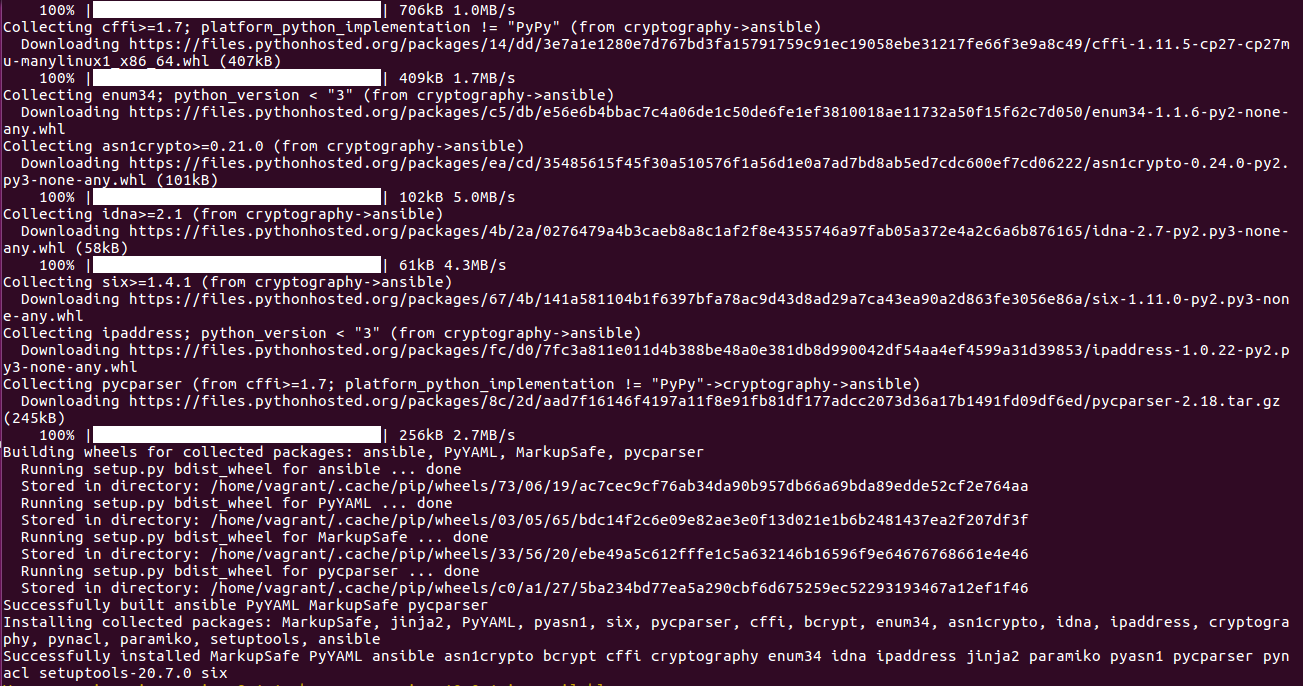 100% |████████████████████████████████| 706kB 1.0MB/s
Collecting cffi>=1.7; platform_python_implementation != "PyPy" (from cryptography->ansible)
Downloading https://files.pythonhosted.org/packages/14/dd/3e7a1e1280e7d767bd3fa15791759c91ec19058ebe31217fe66f3e9a8c49/cffi-1.11.5-cp27-cp27m
u-manylinux1_x86_64.whl (407kB)
100% |████████████████████████████████| 409kB 1.7MB/s
Collecting enum34; python_version < "3" (from cryptography->ansible)
Downloading https://files.pythonhosted.org/packages/c5/db/e56e6b4bbac7c4a06de1c50de6fe1ef3810018ae11732a50f15f62c7d050/enum34-1.1.6-py2-none-
any.whl
Collecting asn1crypto>=0.21.0 (from cryptography->ansible)
Downloading https://files.pythonhosted.org/packages/ea/cd/35485615f45f30a510576f1a56d1e0a7ad7bd8ab5ed7cdc600ef7cd06222/asn1crypto-0.24.0-py2.
py3-none-any.whl (101kB)
100% |████████████████████████████████| 102kB 5.0MB/s
Collecting idna>=2.1 (from cryptography->ansible)
Downloading https://files.pythonhosted.org/packages/4b/2a/0276479a4b3caeb8a8c1af2f8e4355746a97fab05a372e4a2c6a6b876165/idna-2.7-py2.py3-none-
any.whl (58kB)
100% |████████████████████████████████| 61kB 4.3MB/s
Collecting six>=1.4.1 (from cryptography->ansible)
Downloading https://files.pythonhosted.org/packages/67/4b/141a581104b1f6397bfa78ac9d43d8ad29a7ca43ea90a2d863fe3056e86a/six-1.11.0-py2.py3-non
e-any.whl
Collecting ipaddress; python_version < "3" (from cryptography->ansible)
Downloading https://files.pythonhosted.org/packages/fc/d0/7fc3a811e011d4b388be48a0e381db8d990042df54aa4ef4599a31d39853/ipaddress-1.0.22-py2.p
y3-none-any.whl
Collecting pycparser (from cffi>=1.7; platform_python_implementation != "PyPy"->cryptography->ansible)
Downloading https://files.pythonhosted.org/packages/8c/2d/aad7f16146f4197a11f8e91fb81df177adcc2073d36a17b1491fd09df6ed/pycparser-2.18.tar.gz
(245kB)
100% |████████████████████████████████| 256kB 2.7MB/s
Building wheels for collected packages: ansible, PyYAML, MarkupSafe, pycparser
Running setup.py bdist_wheel for ansible ... done
Stored in directory: /home/vagrant/.cache/pip/wheels/73/06/19/ac7cec9cf76ab34da90b957db66a69bda89edde52cf2e764aa
Running setup.py bdist_wheel for PyYAML ... done
Stored in directory: /home/vagrant/.cache/pip/wheels/03/05/65/bdc14f2c6e09e82ae3e0f13d021e1b6b2481437ea2f207df3f
Running setup.py bdist_wheel for MarkupSafe ... done
Stored in directory: /home/vagrant/.cache/pip/wheels/33/56/20/ebe49a5c612fffe1c5a632146b16596f9e64676768661e4e46
Running setup.py bdist_wheel for pycparser ... done
Stored in directory: /home/vagrant/.cache/pip/wheels/c0/a1/27/5ba234bd77ea5a290cbf6d675259ec52293193467a12ef1f46
Successfully built ansible PyYAML MarkupSafe pycparser
Installing collected packages: MarkupSafe, jinja2, PyYAML, pyasn1, six, pycparser, cffi, bcrypt, enum34, asn1crypto, idna, ipaddress, cryptogra
phy, pynacl, paramiko, setuptools, ansible
Successfully installed MarkupSafe PyYAML ansible asn1crypto bcrypt cffi cryptography enum34 idna ipaddress jinja2 paramiko pyasn1 pycparser pyn
acl setuptools-20.7.0 six